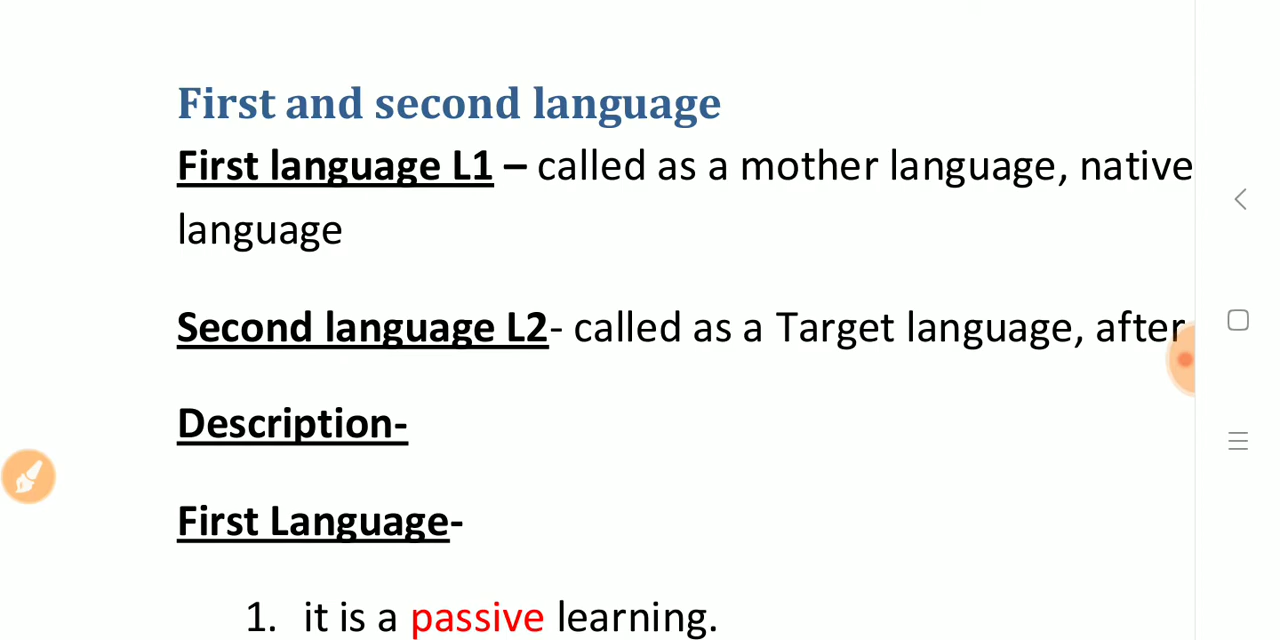 First and second language
First language L1 – called as a mother language, native
language
Second language L2- called as a Target language, after
Description-
First Language-
1. it is a passive learning.